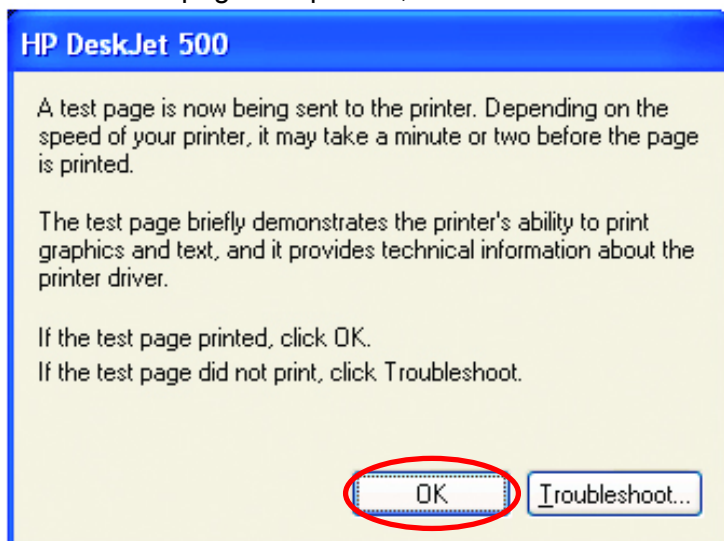 HP DeskJet 500
A test page is now being sent to the printer. Depending on the
speed of your printer, it may take a minute or two before the page
is printed.
The test page briefly demonstrates the printer's ability to print
graphics and text, and it provides technical information about the
printer driver.
If the test page printed, click OK.
If the test page did not print, click Troubleshoot.
OK
Troubleshoot...